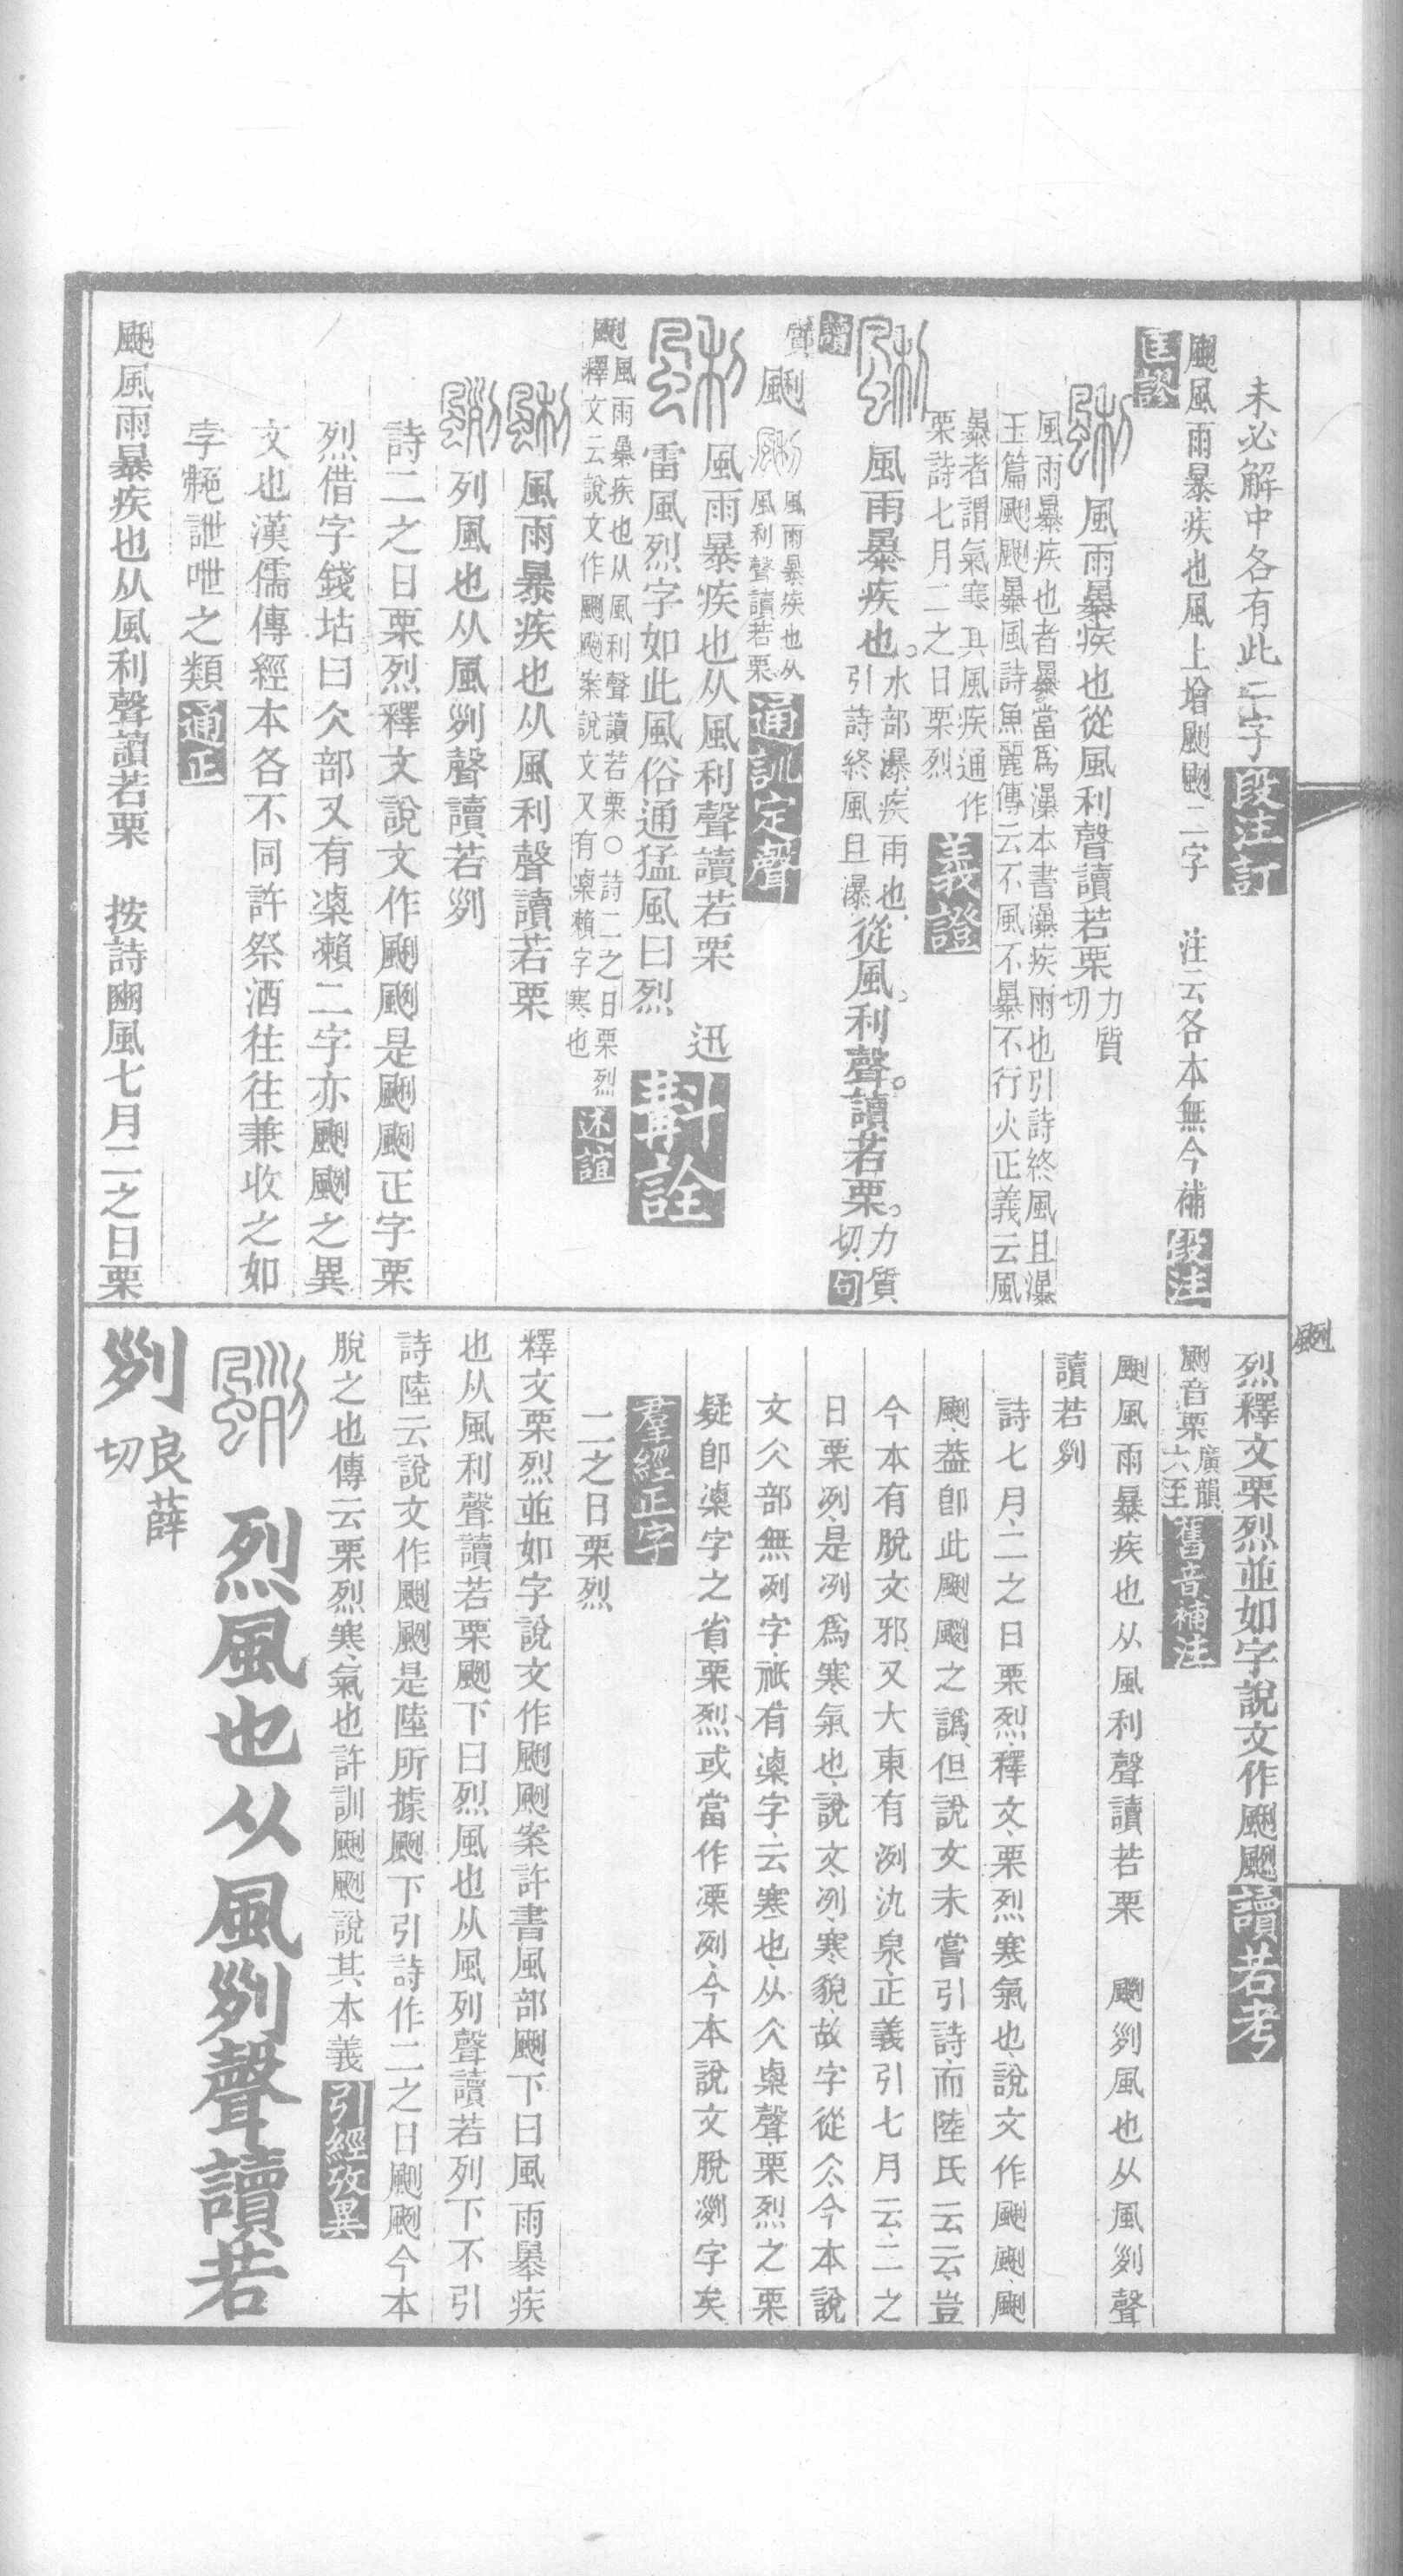 未必解中各有此二字段注訂
颲風雨暴疾也風上增颲颲二字　注云各本無今補段注
匡謬
風雨暴疾也從風利聲讀若栗力質切
風雨暴疾也者暴當為瀑本書瀑疾雨也引詩終風且瀑
玉篇颲颲暴風詩魚麗傳云不風不暴不行火正義云風
暴者謂氣寒其風疾通作
栗詩七月二之日栗烈義證
風雨暴疾也。水部瀑疾雨也引詩終風且瀑從風。利聲。讀若栗。力質切句
讀
颲風雨暴疾也从風利聲讀若栗通訓定聲
質
風雨暴疾也从風利聲讀若栗　迅
雷風烈字如此風俗通猛風曰烈斠詮
颲風雨暴疾也从風利聲讀若栗○詩二之日栗烈
釋文云說文作颲颲案說文又有凓瀨字寒也述誼
風雨暴疾也从風利聲讀若栗
列風也从風𠛱聲讀若𠛱
詩二之日栗烈釋文說文作颲颲是颲颲正字栗
烈借字錢坫曰仌部又有凓瀨二字亦颲颲之異
文也漢儒傳經本各不同許祭酒往往兼收之如
孛䘏詍呭之類通正
颲風雨暴疾也从風利聲讀若栗　按詩豳風七月二之日栗
烈釋文栗烈並如字說文作颲颲讀若考
颲音栗廣韻六至舊音補注
颲風雨暴疾也从風利聲讀若栗　颲𠛱風也从風𠛱聲
讀若𠛱
詩七月二之日栗烈釋文栗烈寒氣也說文作颲颲颲
颲蓋卽此颲颲之譌但說文未嘗引詩而陸氏云云豈
今本有脫文邪又大東有洌氿泉正義引七月云二之
日栗冽是冽為寒氣也說文冽寒貌故字從仌今本說
文仌部無冽字祇有凓字云寒也从仌㮚聲栗烈之栗
疑卽凓字之省栗烈或當作凓冽今本說文脫冽字矣
羣經正字
二之日栗烈
釋文栗烈並如字說文作颲颲案許書風部颲下曰風雨暴疾
也从風利聲讀若栗颲下曰烈風也从風列聲讀若列下不引
詩陸云說文作颲颲是陸所據颲下引詩作二之日颲颲今本
脫之也傳云栗烈寒氣也許訓颲颲說其本義引經攷異
烈風也从風𠛱聲讀若
𠛱良薛切
颲